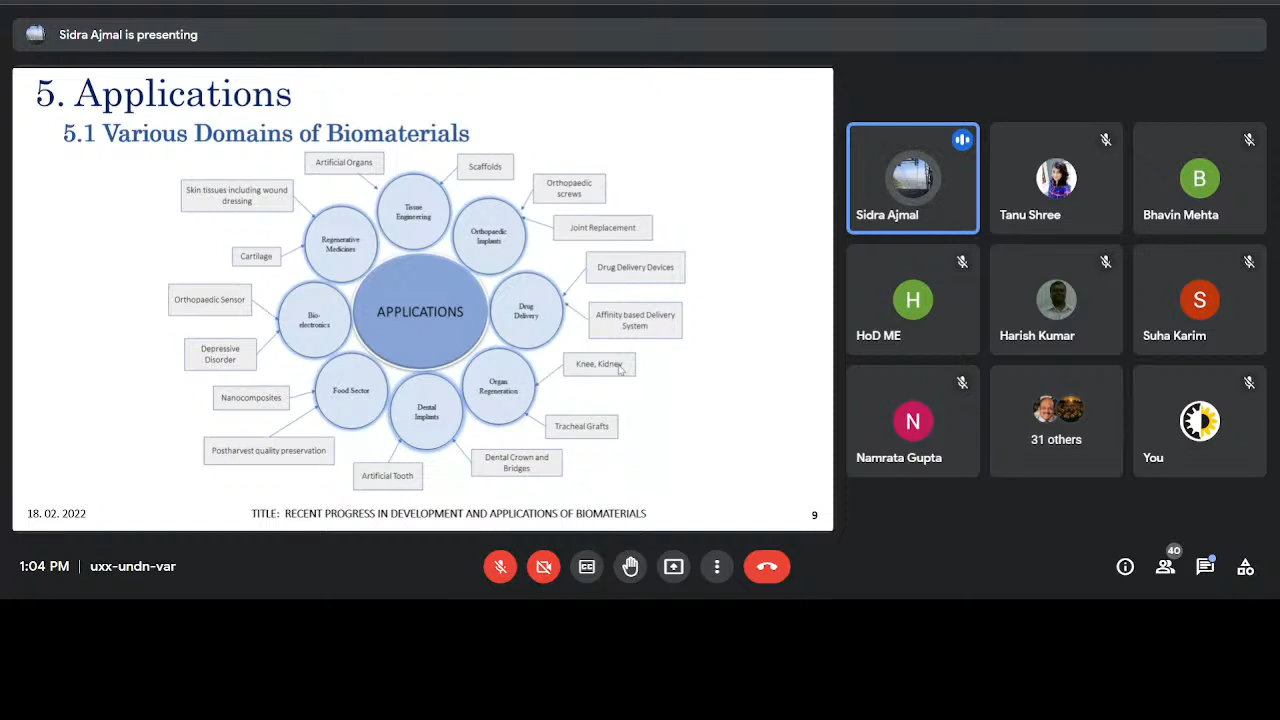 Sidra Ajmal is presenting
5. Applications
5.1 Various Domains of Biomaterials
Artificial Organs
Scaffolds
Skin tissues including wound
dressing
Orthopaedic
screws
Tissue
Engineering
Regenerative
Medicines
Orthopaedic
Implants
Joint Replacement
Cartilage
Drug Delivery Devices
Orthopaedic Sensor
Bio-
electronics
APPLICATIONS
Drug
Delivery
Affinity based Delivery
System
Depressive
Disorder
Knee, Kidney
Food Sector
Organ
Regeneration
Nanocomposites
Dental
Implants
Tracheal Grafts
Postharvest quality preservation
Dental Crown and
Bridges
Artificial Tooth
18. 02. 2022
TITLE: RECENT PROGRESS IN DEVELOPMENT AND APPLICATIONS OF BIOMATERIALS
9
Sidra Ajmal
Tanu Shree
B
Bhavin Mehta
H
HoD ME
Harish Kumar
S
Suha Karim
N
Namrata Gupta
31 others
You
1:04 PM | uxx-undn-var
CC
40